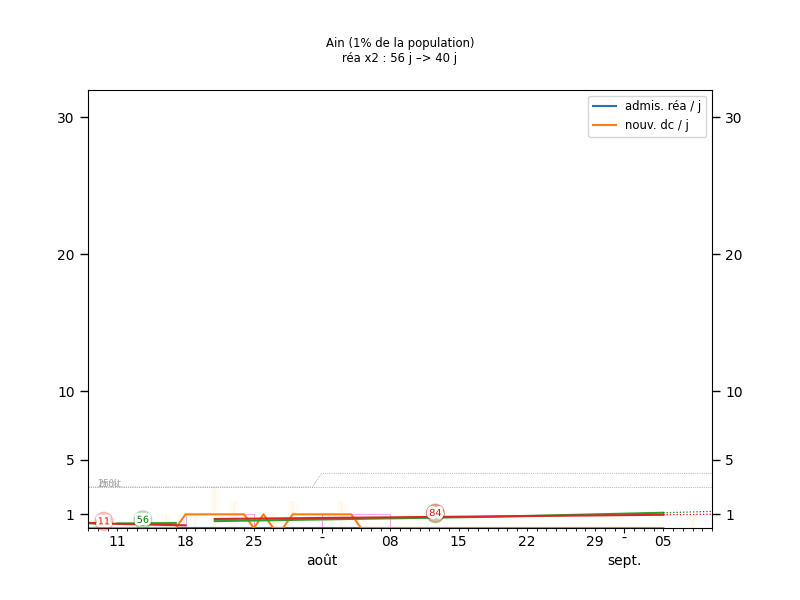 Ain (1% de la population)
réa x2 : 56 j –> 40 j
admis. réa / j
nouv. dc / j
30 30
20 20
10 10
5 5
1 1
11 56 84
11 18 25 - 08 15 22 29 - 05
août sept.